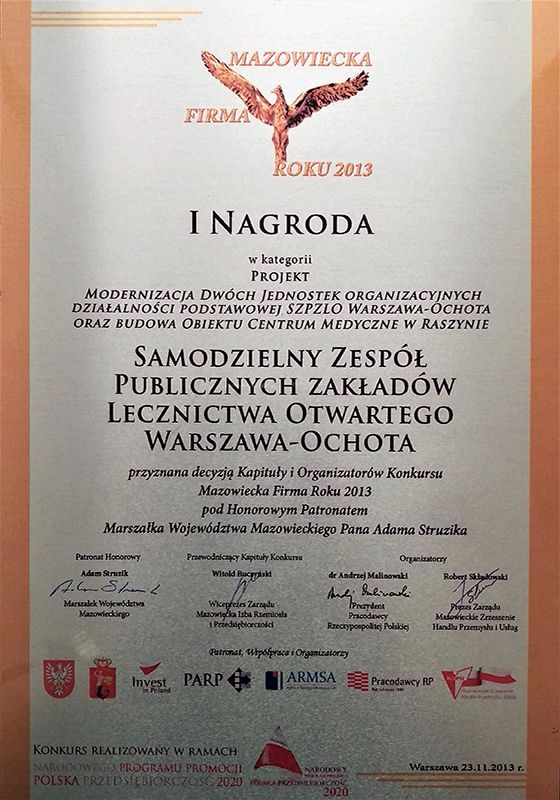 MAZOWIECKA
FIRMA
ROKU 2013
I NAGRODA
w kategorii
PROJEKT
MODERNIZACJA DWÓCH JEDNOSTEK ORGANIZACYJNYCH
DZIAŁALNOŚCI PODSTAWOWEJ SZPZLO WARSZAWA-OCHOTA
ORAZ BUDOWA OBIEKTU CENTRUM MEDYCZNE W RASZYNIE
SAMODZIELNY ZESPÓŁ
PUBLICZNYCH ZAKŁADÓW
LECZNICTWA OTWARTEGO
WARSZAWA-OCHOTA
przyznana decyzją Kapituły i Organizatorów Konkursu
Mazowiecka Firma Roku 2013
pod Honorowym Patronatem
Marszałka Województwa Mazowieckiego Pana Adama Struzika
Patronat Honorowy
Adam Struzik
Marszałek Województwa
Mazowieckiego
Przewodniczący Kapituły Konkursu
Witold Buczyński
Wiceprezes Zarządu
Mazowiecka Izba Rzemiosła
i Przedsiębiorczości
Organizatorzy
dr Andrzej Malinowski
Prezydent
Pracodawcy
Rzeczypospolitej Polskiej
Robert Składowski
Prezes Zarządu
Mazowieckie Zrzeszenie
Handlu Przemysłu i Usług
Patronat, Współpraca i Organizatorzy
Invest
in Poland
PARP
ARMSA
Pracodawcy RP
KONKURS REALIZOWANY W RAMACH
NARODOWEGO PROGRAMU PROMOCJI
POLSKA PRZEDSIĘBIORCZOŚĆ 2020
NARODOWY
POLSKA PRZEDSIĘBIORCZOŚĆ
2020
Warszawa 23.11.2013 r.